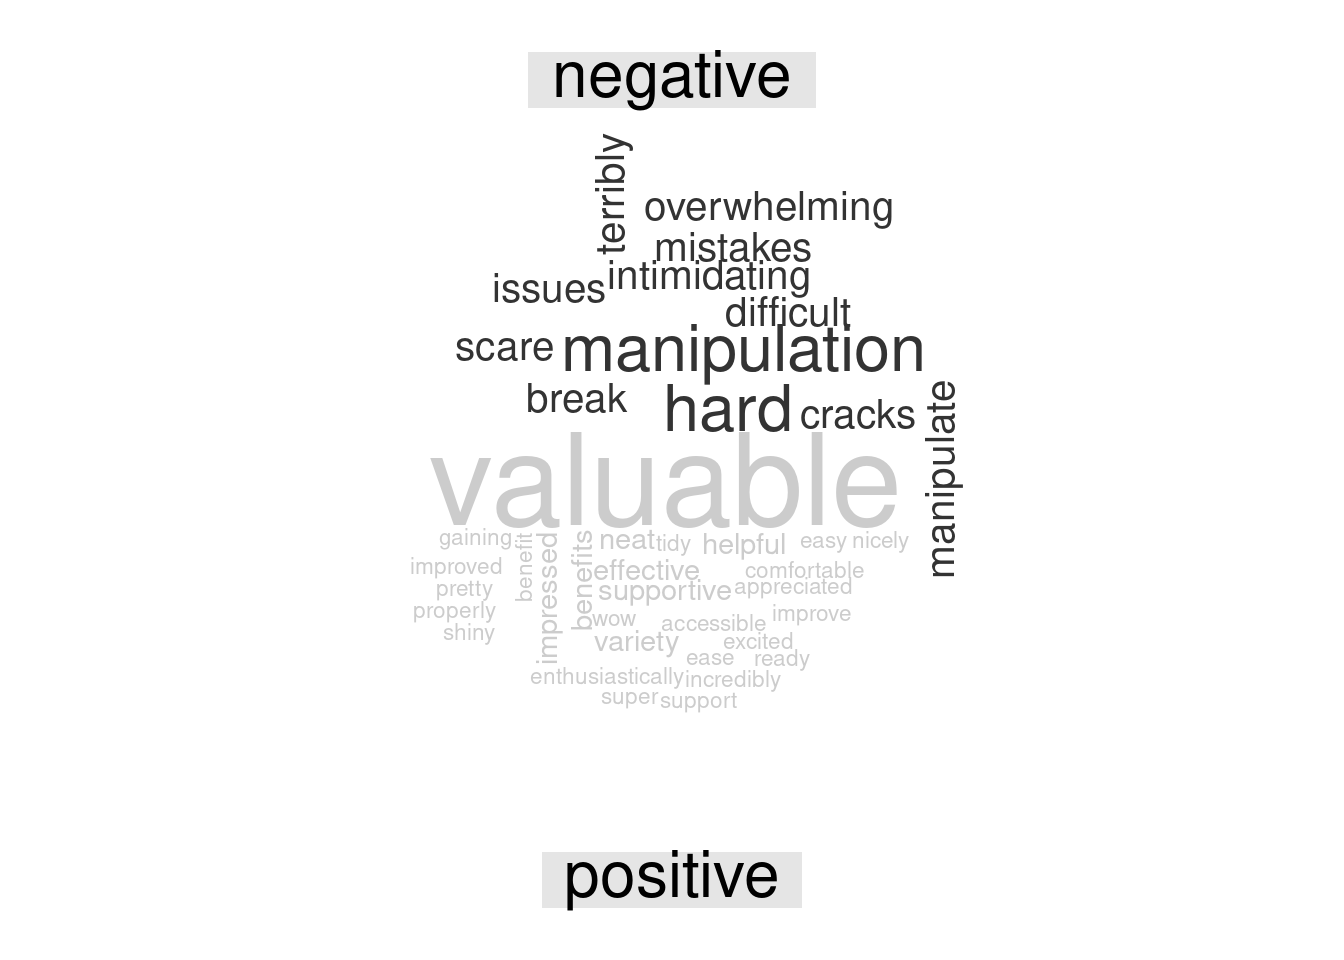 negative
terribly
overwhelming
mistakes
issues intimidating
difficult
scare manipulation
break hard cracks
manipulate
valuable
gaining benefit impressed benefits neat tidy helpful easy nicely
improved effective comfortable
pretty supportive appreciated
properly wow accessible improve
shiny variety excited
ease ready
enthusiastically incredibly
super support
positive